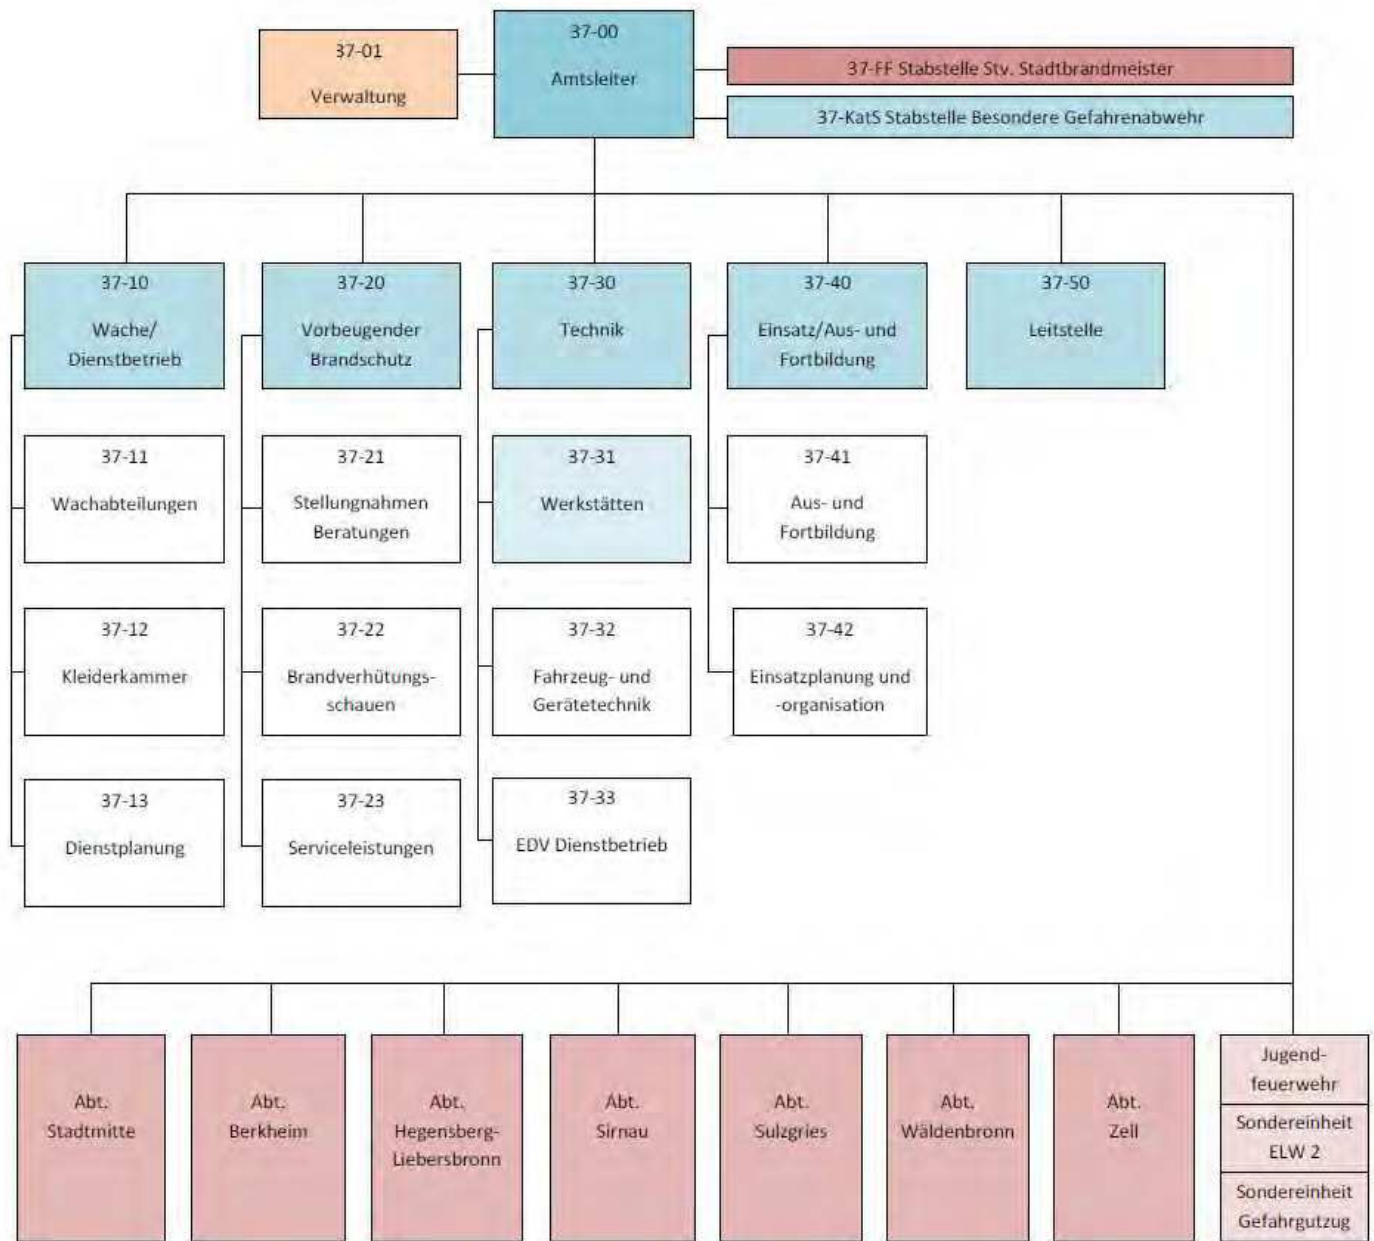 37-01
Verwaltung
37-00
Amtsleiter
37-FF Stabstelle Stv. Stadtbrandmeister
37-KatS Stabstelle Besondere Gefahrenabwehr
37-10
Wache/
Dienstbetrieb
37-20
Vorbeugender
Brandschutz
37-30
Technik
37-40
Einsatz/Aus- und
Fortbildung
37-50
Leitstelle
37-11
Wachabteilungen
37-21
Stellungnahmen
Beratungen
37-31
Werkstätten
37-41
Aus- und
Fortbildung
37-12
Kleiderkammer
37-22
Brandverhütungs-
schauen
37-32
Fahrzeug- und
Gerätetechnik
37-42
Einsatzplanung und
-organisation
37-13
Dienstplanung
37-23
Serviceleistungen
37-33
EDV Dienstbetrieb
Abt.
Stadtmitte
Abt.
Berkheim
Abt.
Hegensberg-
Liebersbronn
Abt.
Sirnau
Abt.
Sulzgries
Abt.
Wäldenbronn
Abt.
Zell
Jugend-
feuerwehr
Sondereinheit
ELW 2
Sondereinheit
Gefahrgutzug